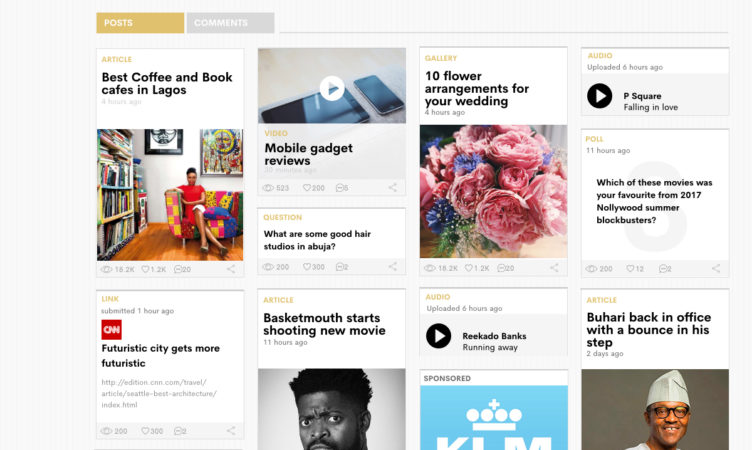 POSTS
COMMENTS
ARTICLE
Best Coffee and Book
cafes in Lagos
4 hours ago
18.2K
1.2K
20
LINK
submitted 1 hour ago
CNN
Futuristic city gets more
futuristic
http://edition.cnn.com/travel/
article/seattle-best-architecture/
index.html
200
300
2
VIDEO
Mobile gadget
reviews
30 minutes ago
523
200
5
QUESTION
What are some good hair
studios in abuja?
200
300
2
ARTICLE
Basketmouth starts
shooting new movie
11 hours ago
GALLERY
10 flower
arrangements for
your wedding
4 hours ago
18.2K
1.2K
20
AUDIO
Uploaded 6 hours ago
Reekado Banks
Running away
SPONSORED
KLM
AUDIO
Uploaded 6 hours ago
P Square
Falling in love
POLL
11 hours ago
8
Which of these movies was
your favourite from 2017
Nollywood summer
blockbusters?
200
12
2
ARTICLE
Buhari back in office
with a bounce in his
step
2 days ago